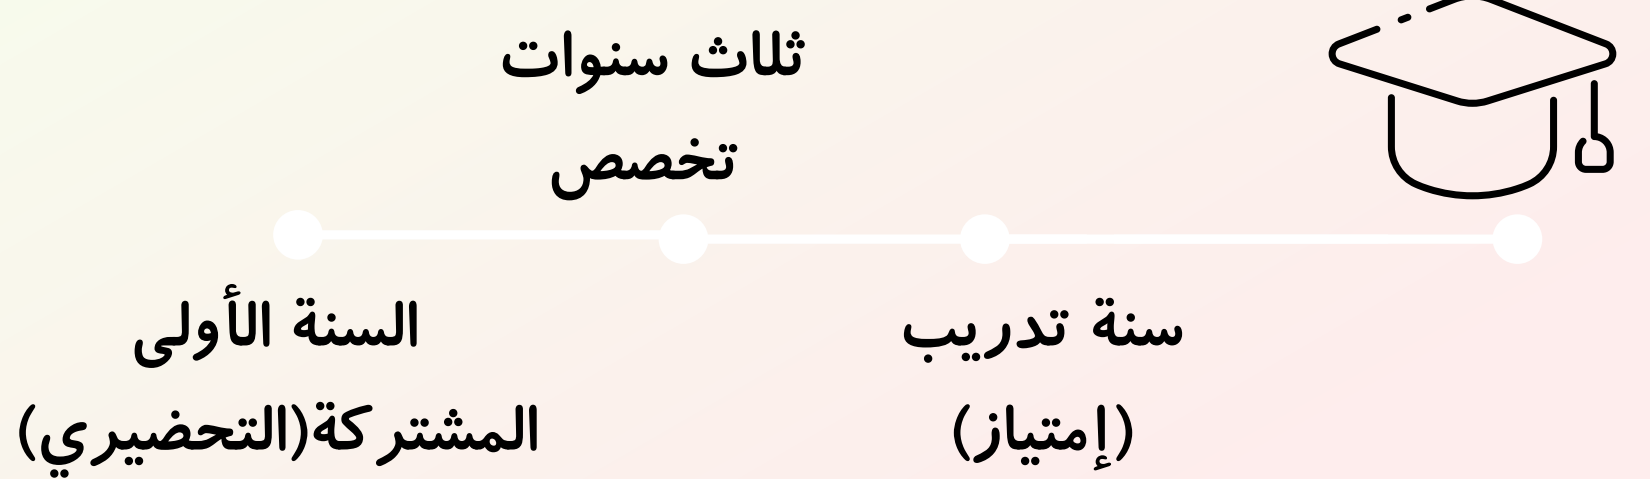 ثلاث سنوات
تخصص
السنة الأولى
المشتركة(التحضيري)
سنة تدريب
(إمتياز)